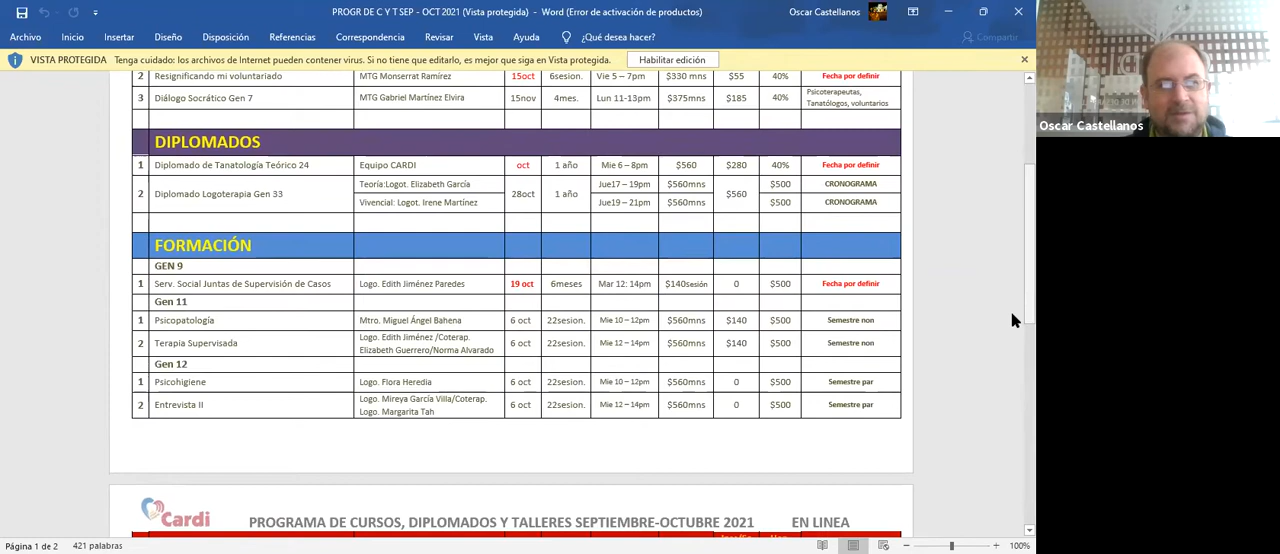 PROGR DE C Y T SEP - OCT 2021 (Vista protegida) - Word (Error de activación de productos)
Oscar Castellanos
Archivo Inicio Insertar Diseño Disposición Referencias Correspondencia Revisar Vista Ayuda ¿Qué desea hacer? Compartir
VISTA PROTEGIDA Tenga cuidado: los archivos de Internet pueden contener virus. Si no tiene que editarlo, es mejor que siga en Vista protegida. Habilitar edición
2 Resignificando mi voluntariado MTG Monserrat Ramírez 15oct 6sesion. Vie 5 – 7pm $330 mns $55 40% Fecha por definir
3 Diálogo Socrático Gen 7 MTG Gabriel Martínez Elvira 15nov 4mes. Lun 11-13pm $375mns $185 40% Psicoterapeutas,
Tanatólogos, voluntarios
Oscar Castellanos
DIPLOMADOS
1 Diplomado de Tanatología Teórico 24 Equipo CARDI oct 1 año Mie 6 – 8pm $560 $280 40% Fecha por definir
2 Diplomado Logoterapia Gen 33 Teoría:Logot. Elizabeth García 28oct 1 año Jue17 – 19pm $560mns $560 $500 CRONOGRAMA
Vivencial: Logot. Irene Martínez Jue19 – 21pm $560mns $500 CRONOGRAMA
FORMACIÓN
GEN 9
1 Serv. Social Juntas de Supervisión de Casos Logo. Edith Jiménez Paredes 19 oct 6meses Mar 12: 14pm $140sesión 0 $500 Fecha por definir
Gen 11
1 Psicopatología Mtro. Miguel Ángel Bahena 6 oct 22sesion. Mie 10 – 12pm $560mns $140 $500 Semestre non
2 Terapia Supervisada Logo. Edith Jiménez /Coterap. 6 oct 22sesion. Mie 12 – 14pm $560mns $140 $500 Semestre non
Elizabeth Guerrero/Norma Alvarado
Gen 12
1 Psicohigiene Logo. Flora Heredia 6 oct 22sesion. Mie 10 – 12pm $560mns 0 $500 Semestre par
2 Entrevista II Logo. Mireya García Villa/Coterap. 6 oct 22sesion. Mie 12 – 14pm $560mns 0 $500 Semestre par
Logo. Margarita Tah
Cardi PROGRAMA DE CURSOS, DIPLOMADOS Y TALLERES SEPTIEMBRE-OCTUBRE 2021 EN LINEA
Página 1 de 2 421 palabras 100%